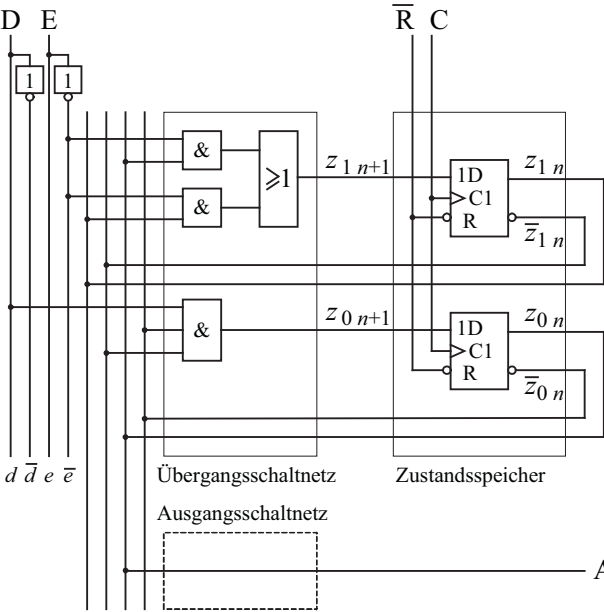 D E R̅ C
1 1
& ≥1 z1 n+1 1D z1 n
C1
& R z̅1 n
& z0 n+1 1D z0 n
C1
R z̅0 n
d d̅ e e̅ Übergangsschaltnetz Zustandsspeicher
Ausgangsschaltnetz
A